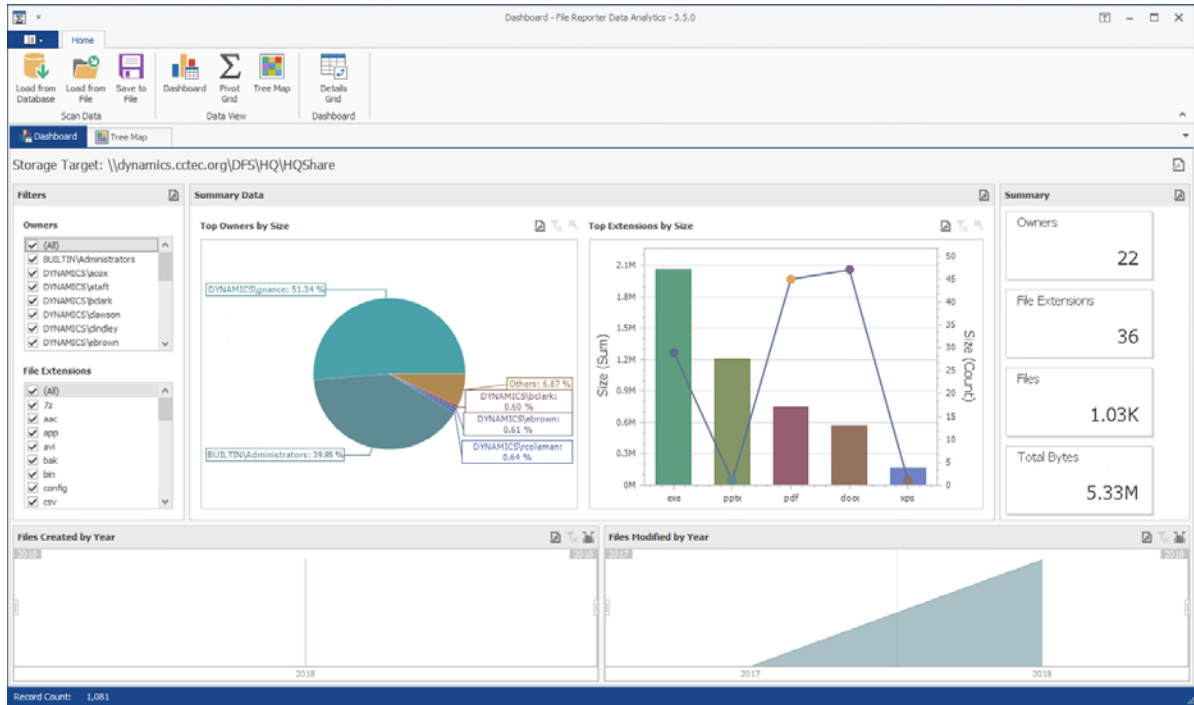 Dashboard - File Reporter Data Analytics - 3.5.0
Home
Load from Database
Load from File
Save to File
Dashboard
Pivot Grid
Tree Map
Details Grid
Scan Data
Data View
Dashboard
Dashboard
Tree Map
Storage Target: \\dynamics.cctec.org\DFS\HQ\HQShare
Filters
Owners
(All)
BUILTIN\Administrators
DYNAMICS\acox
DYNAMICS\ataft
DYNAMICS\bclark
DYNAMICS\dawson
DYNAMICS\dindley
DYNAMICS\ebrown
File Extensions
(All)
7z
aac
app
avi
bak
bin
config
csv
Summary Data
Top Owners by Size
DYNAMICS\gnance: 51.34 %
BUILTIN\Administrators: 39.95 %
Others: 6.87 %
DYNAMICS\bclark:
0.60 %
DYNAMICS\ebrown:
0.61 %
DYNAMICS\rcoleman:
0.64 %
Top Extensions by Size
Size (Sum)
2.1M
1.8M
1.5M
1.2M
0.9M
0.6M
0.3M
0M
exe pptx pdf docx xps
50
45
40
35
30
25
20
15
10
5
0
Size (Count)
Summary
Owners
22
File Extensions
36
Files
1.03K
Total Bytes
5.33M
Files Created by Year
2018 2018
2018
Files Modified by Year
2017 2018
2017 2018
Record Count: 1,081